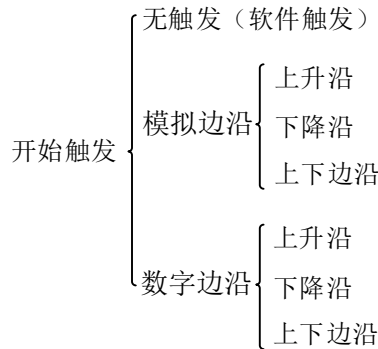 无触发（软件触发）
上升沿
模拟边沿
下降沿
上下边沿
开始触发
上升沿
数字边沿
下降沿
上下边沿